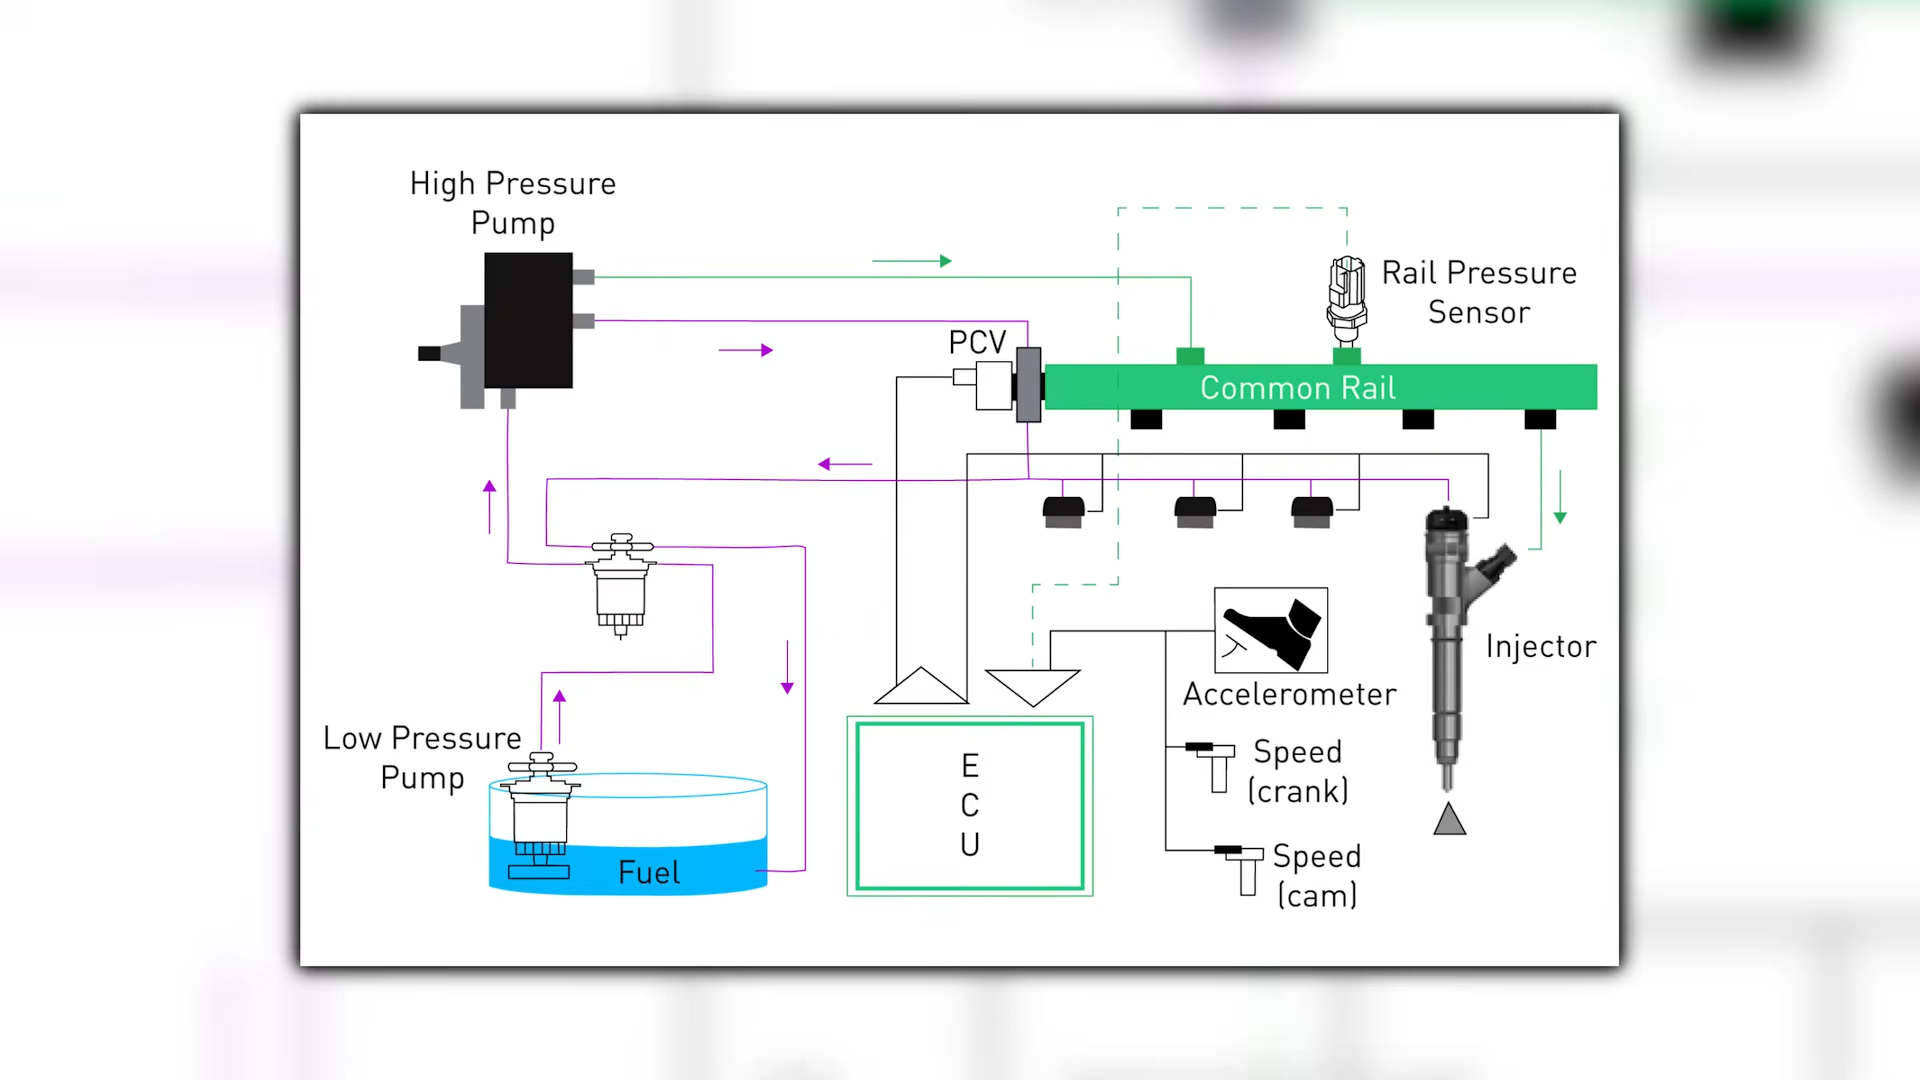 High Pressure
Pump
Rail Pressure
Sensor
PCV
Common Rail
Injector
Accelerometer
Low Pressure
Pump
Fuel
E
C
U
Speed
(crank)
Speed
(cam)